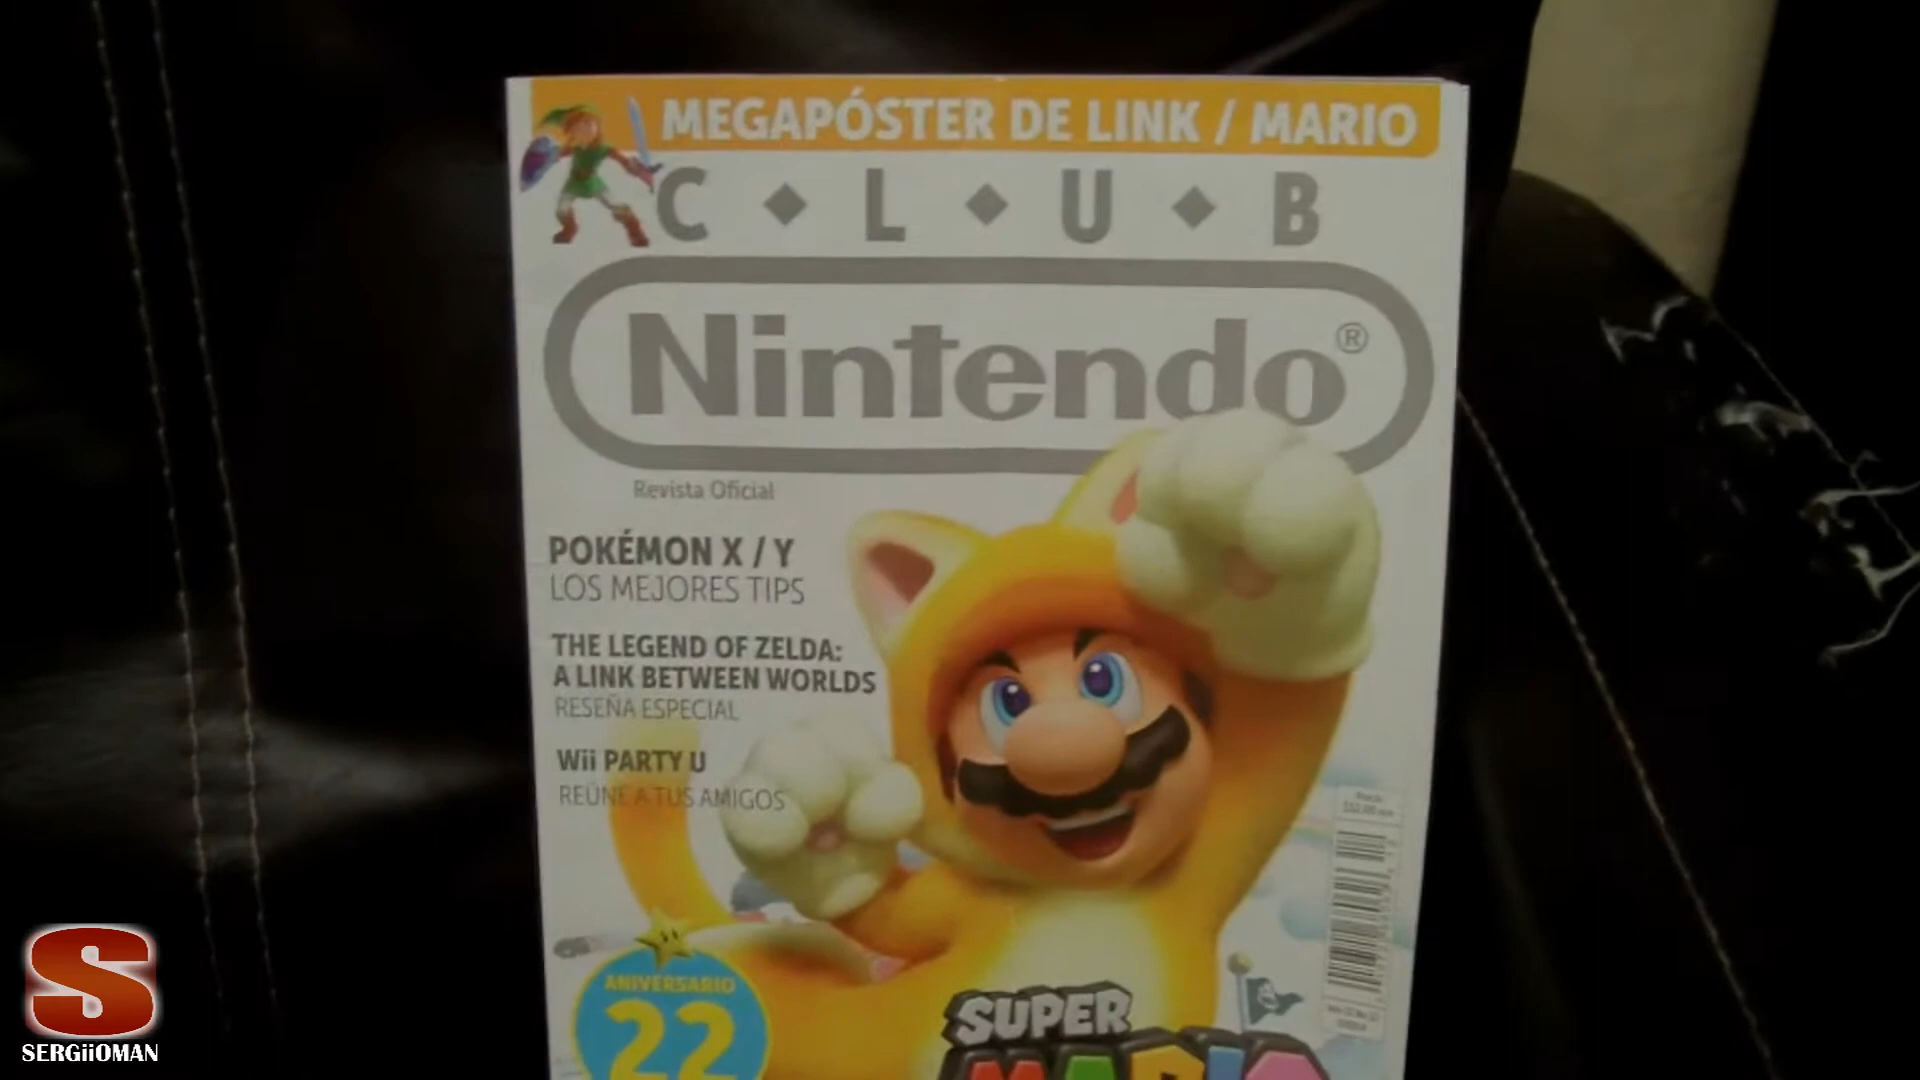 MEGAPÓSTER DE LINK / MARIO
C ◆ L ◆ U ◆ B
Nintendo®
Revista Oficial
POKÉMON X / Y
LOS MEJORES TIPS
THE LEGEND OF ZELDA:
A LINK BETWEEN WORLDS
RESEÑA ESPECIAL
Wii PARTY U
REÚNE A TUS AMIGOS
ANIVERSARIO
22
SUPER
MARIO
S
SERGiiOMAN